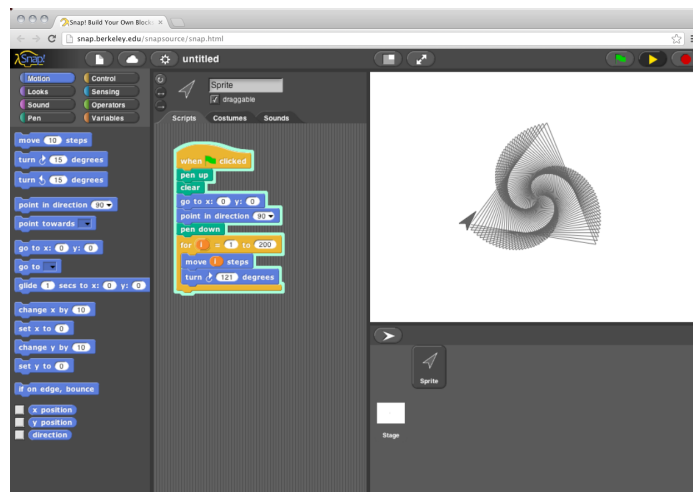 Snap! Build Your Own Blocks
snap.berkeley.edu/snapsource/snap.html
Snap!
untitled
Motion
Control
Looks
Sensing
Sound
Operators
Pen
Variables
Sprite
draggable
Scripts Costumes Sounds
move 10 steps
turn 15 degrees
turn 15 degrees
point in direction 90
point towards
go to x: 0 y: 0
go to
glide 1 secs to x: 0 y: 0
change x by 10
set x to 0
change y by 10
set y to 0
if on edge, bounce
x position
y position
direction
when clicked
pen up
clear
go to x: 0 y: 0
point in direction 90
pen down
for i = 1 to 200
move i steps
turn 121 degrees
Sprite
Stage